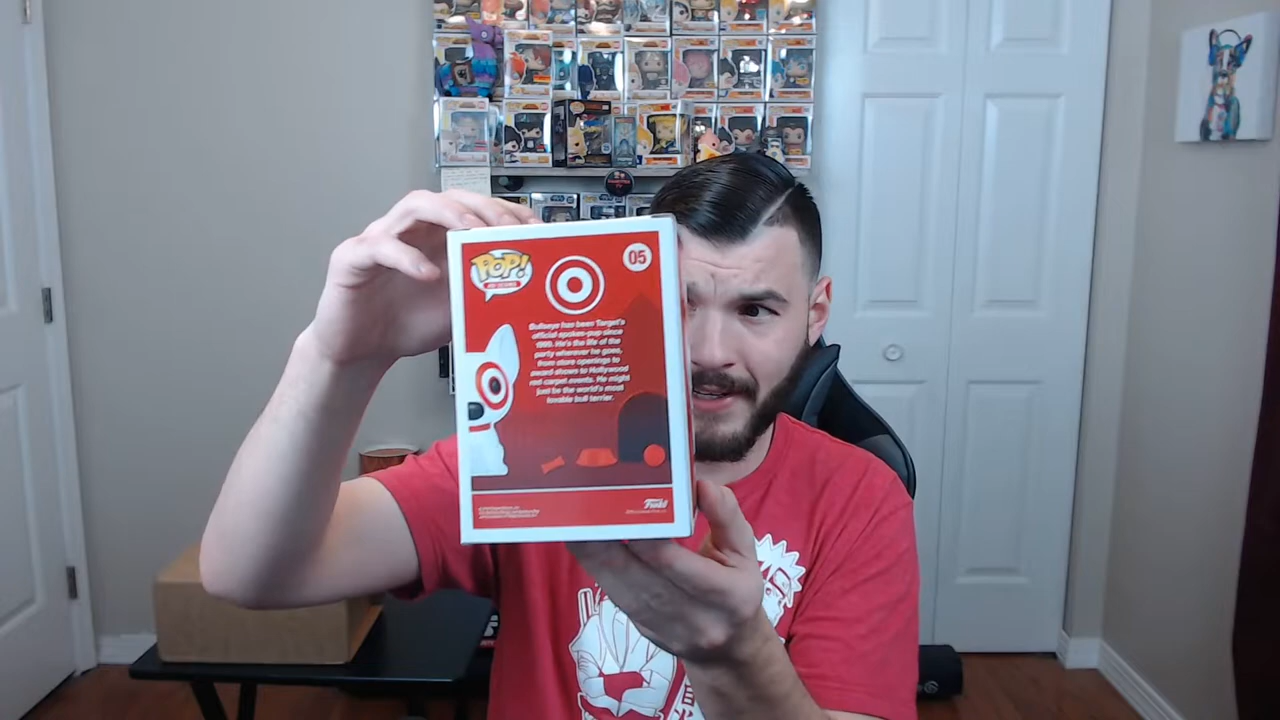 POP!
AD ICONS
05
Bullseye has been Target's
official spokes-pup since
1999. He's the life of the
party wherever he goes,
from store openings to
award shows to Hollywood
red carpet events. He might
just be the world's most
lovable bull terrier.
Funko